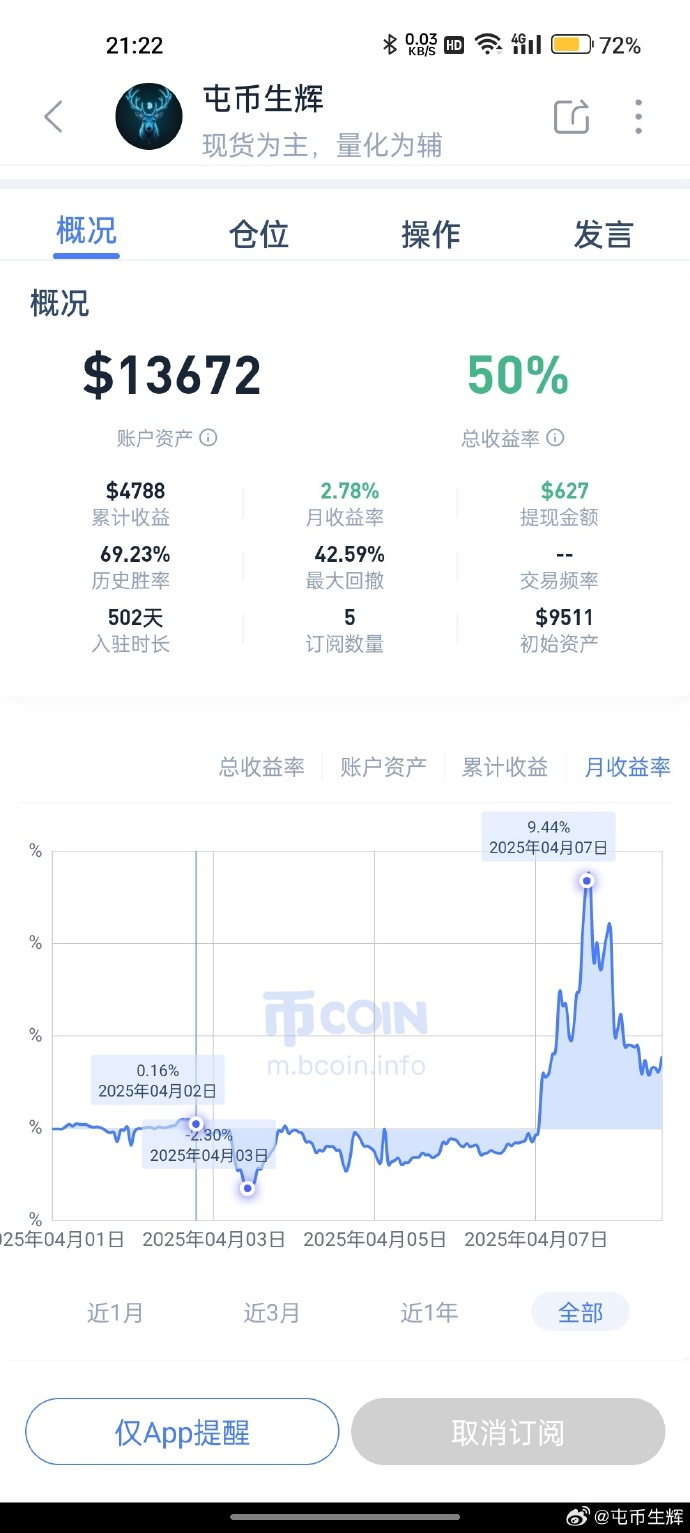 21:22
0.03 KB/S HD 4G 72%
屯币生辉
现货为主，量化为辅
概况 仓位 操作 发言
概况
$13672 50%
账户资产 总收益率
$4788 2.78% $627
累计收益 月收益率 提现金额
69.23% 42.59% --
历史胜率 最大回撤 交易频率
502天 5 $9511
入驻时长 订阅数量 初始资产
总收益率 账户资产 累计收益 月收益率
9.44%
2025年04月07日
%
%
%
币COIN
m.bcoin.info
0.16%
2025年04月02日
%
-2.30%
2025年04月03日
%
25年04月01日 2025年04月03日 2025年04月05日 2025年04月07日
近1月 近3月 近1年 全部
仅App提醒 取消订阅
@屯币生辉